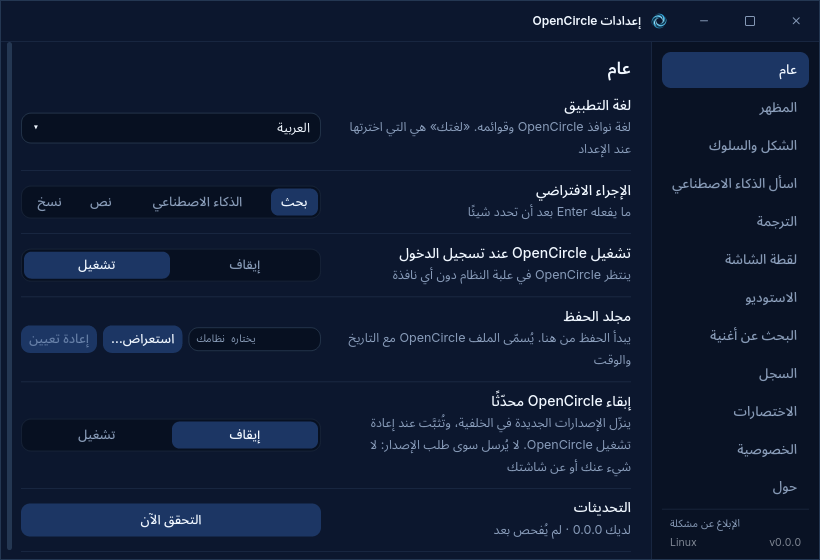 إعدادات OpenCircle
عام
المظهر
الشكل والسلوك
اسأل الذكاء الاصطناعي
الترجمة
لقطة الشاشة
الاستوديو
البحث عن أغنية
السجل
الاختصارات
الخصوصية
حول
الإبلاغ عن مشكلة
v0.0.0 Linux
عام
لغة التطبيق
لغة نوافذ OpenCircle وقوائمه. «لغتك» هي التي اخترتها
عند الإعداد
العربية
الإجراء الافتراضي
ما يفعله Enter بعد أن تحدد شيئًا
بحث الذكاء الاصطناعي نص نسخ
تشغيل OpenCircle عند تسجيل الدخول
ينتظر OpenCircle في علبة النظام دون أي نافذة
إيقاف تشغيل
مجلد الحفظ
يبدأ الحفظ من هنا. يُسمّى الملف OpenCircle مع التاريخ
والوقت
يختاره نظامك استعراض... إعادة تعيين
إبقاء OpenCircle محدّثًا
ينزّل الإصدارات الجديدة في الخلفية، وتُثبَّت عند إعادة
تشغيل OpenCircle. لا يُرسل سوى طلب الإصدار: لا
شيء عنك أو عن شاشتك
إيقاف تشغيل
التحديثات
لديك 0.0.0 · لم يُفحص بعد
التحقق الآن